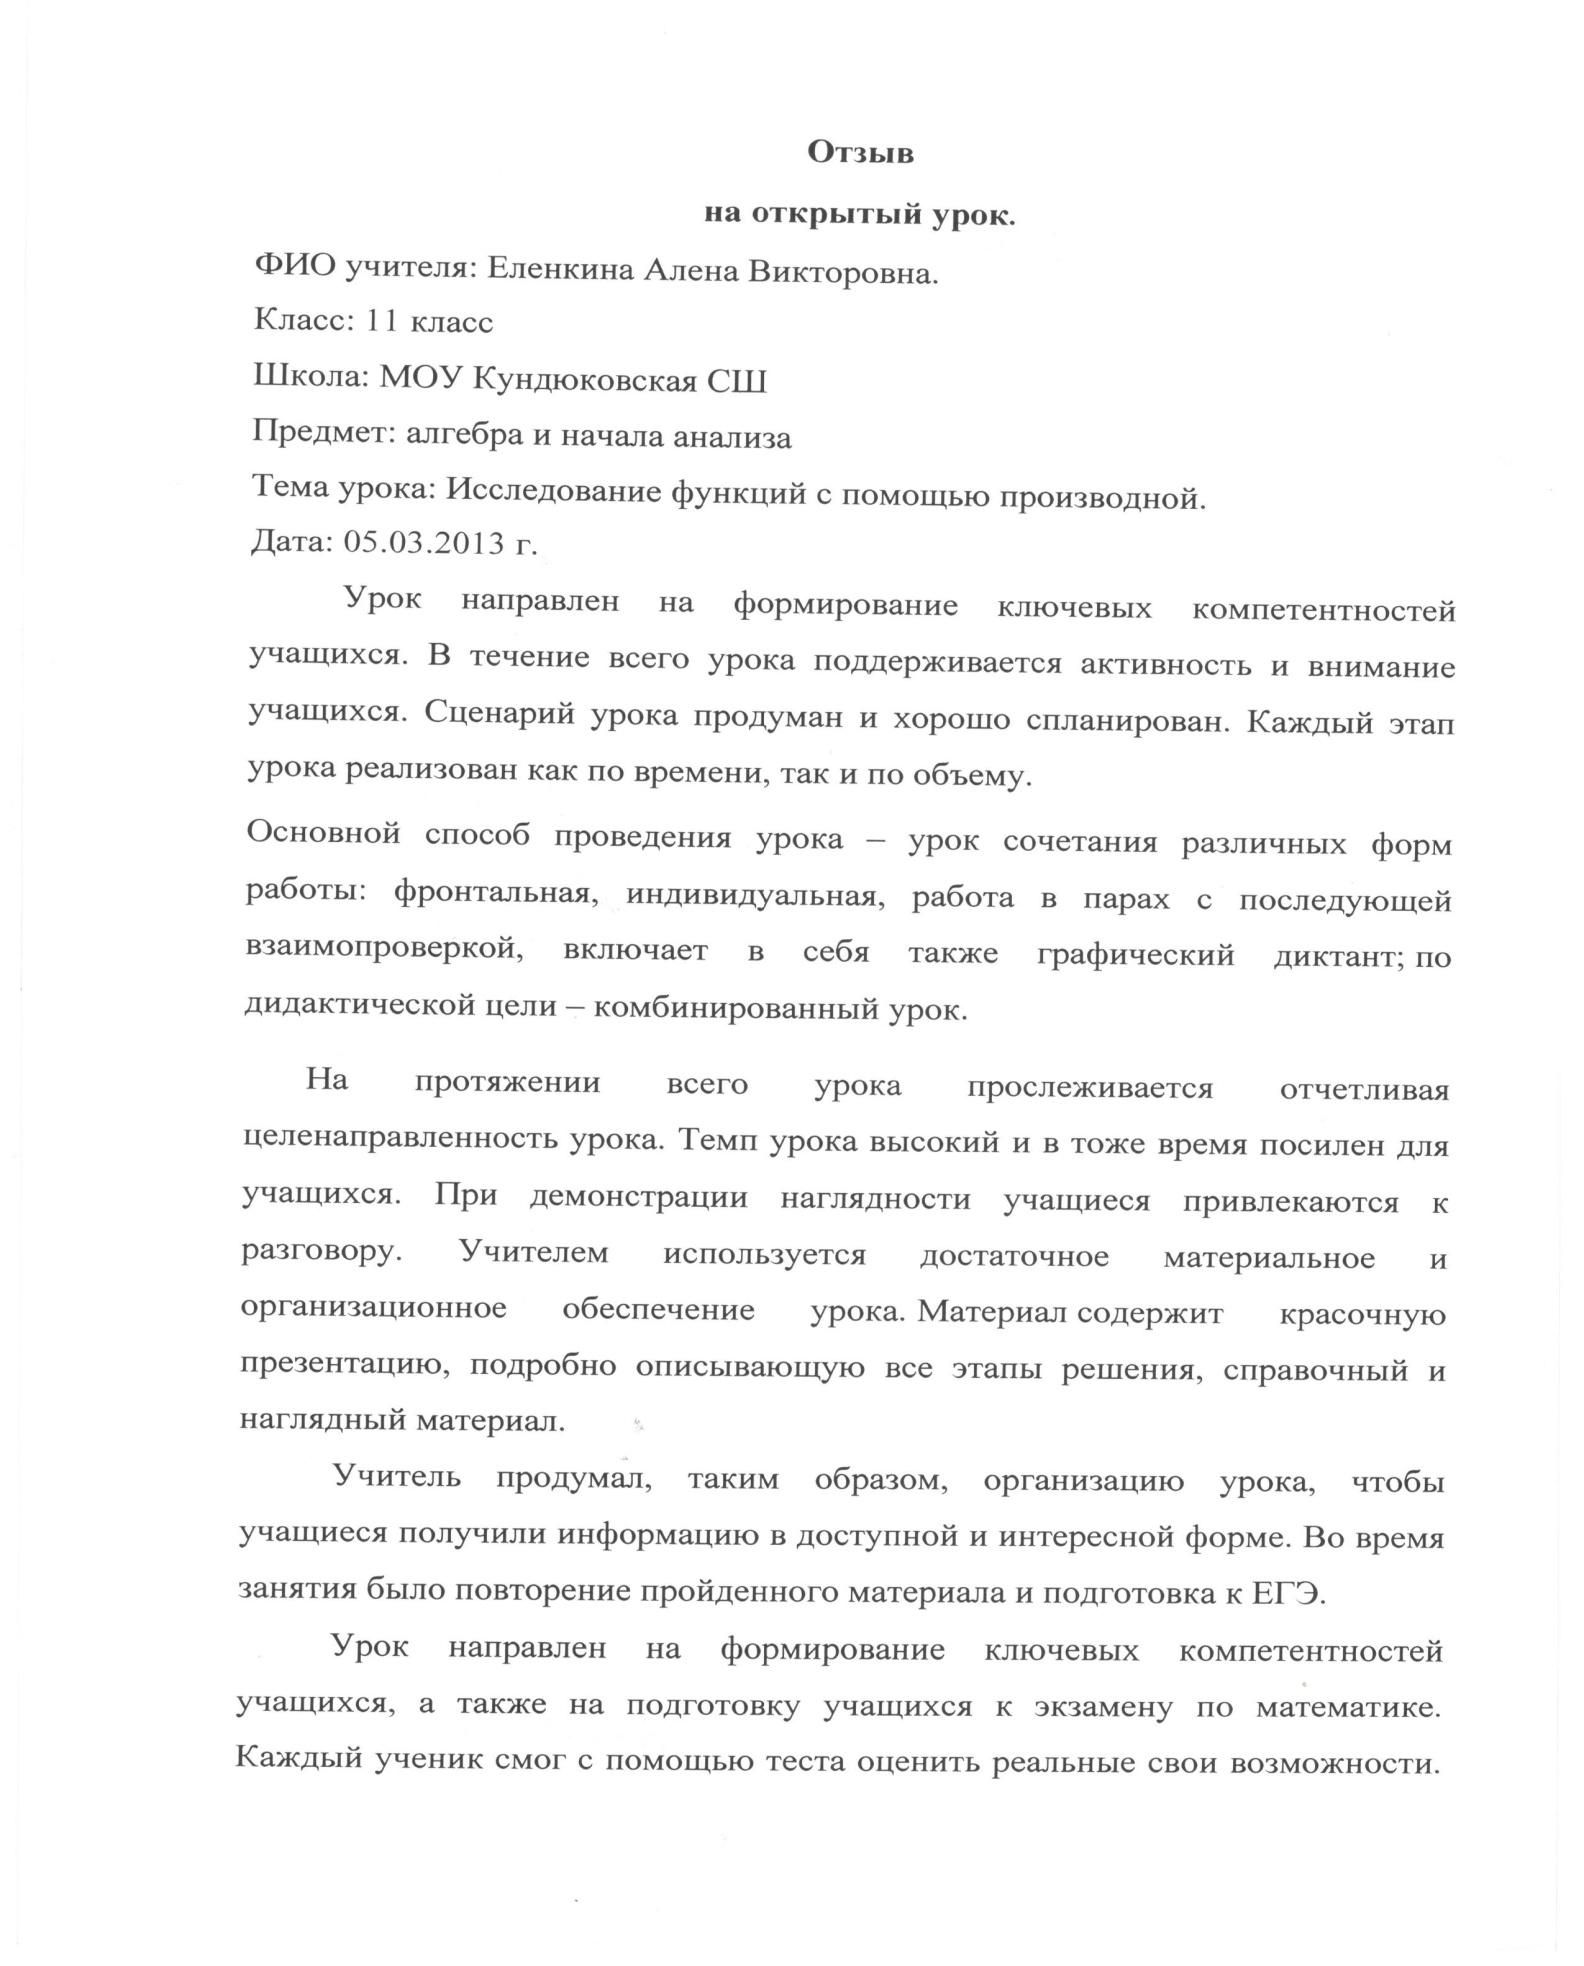 Отзыв
на открытый урок.
ФИО учителя: Еленкина Алена Викторовна.
Класс: 11 класс
Школа: МОУ Кундюковская СШ
Предмет: алгебра и начала анализа
Тема урока: Исследование функций с помощью производной.
Дата: 05.03.2013 г.
Урок направлен на формирование ключевых компетентностей
учащихся. В течение всего урока поддерживается активность и внимание
учащихся. Сценарий урока продуман и хорошо спланирован. Каждый этап
урока реализован как по времени, так и по объему.
Основной способ проведения урока – урок сочетания различных форм
работы: фронтальная, индивидуальная, работа в парах с последующей
взаимопроверкой, включает в себя также графический диктант; по
дидактической цели – комбинированный урок.
На протяжении всего урока прослеживается отчетливая
целенаправленность урока. Темп урока высокий и в тоже время посилен для
учащихся. При демонстрации наглядности учащиеся привлекаются к
разговору. Учителем используется достаточное материальное и
организационное обеспечение урока. Материал содержит красочную
презентацию, подробно описывающую все этапы решения, справочный и
наглядный материал.
Учитель продумал, таким образом, организацию урока, чтобы
учащиеся получили информацию в доступной и интересной форме. Во время
занятия было повторение пройденного материала и подготовка к ЕГЭ.
Урок направлен на формирование ключевых компетентностей
учащихся, а также на подготовку учащихся к экзамену по математике.
Каждый ученик смог с помощью теста оценить реальные свои возможности.